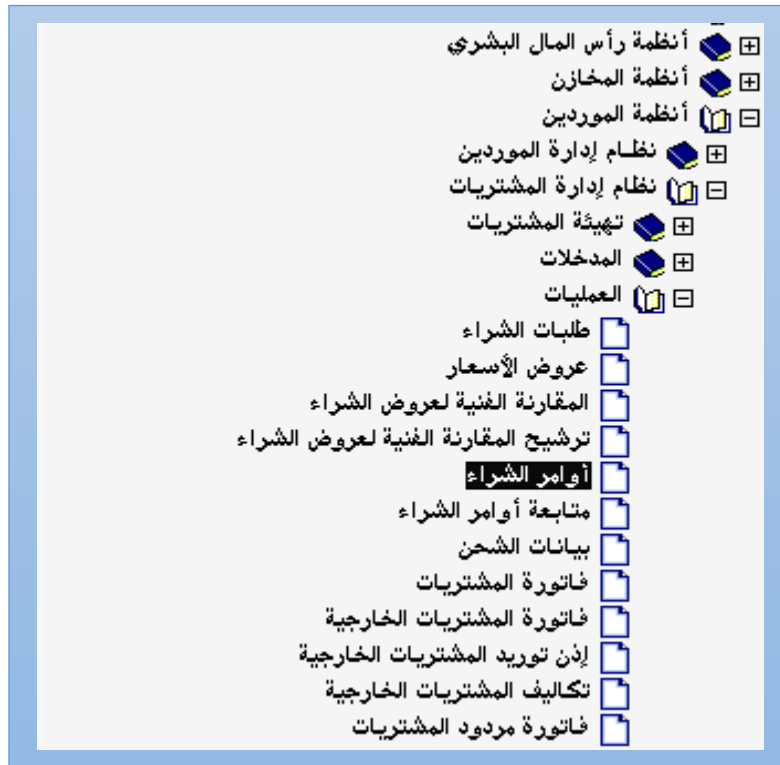 أنظمة رأس المال البشري
أنظمة المخازن
أنظمة الموردين
نظام إدارة الموردين
نظام إدارة المشتريات
تهيئة المشتريات
المدخلات
العمليات
طلبات الشراء
عروض الأسعار
المقارنة الفنية لعروض الشراء
ترشيح المقارنة الفنية لعروض الشراء
أوامر الشراء
متابعة أوامر الشراء
بيانات الشحن
فاتورة المشتريات
فاتورة المشتريات الخارجية
إذن توريد المشتريات الخارجية
تكاليف المشتريات الخارجية
فاتورة مردود المشتريات